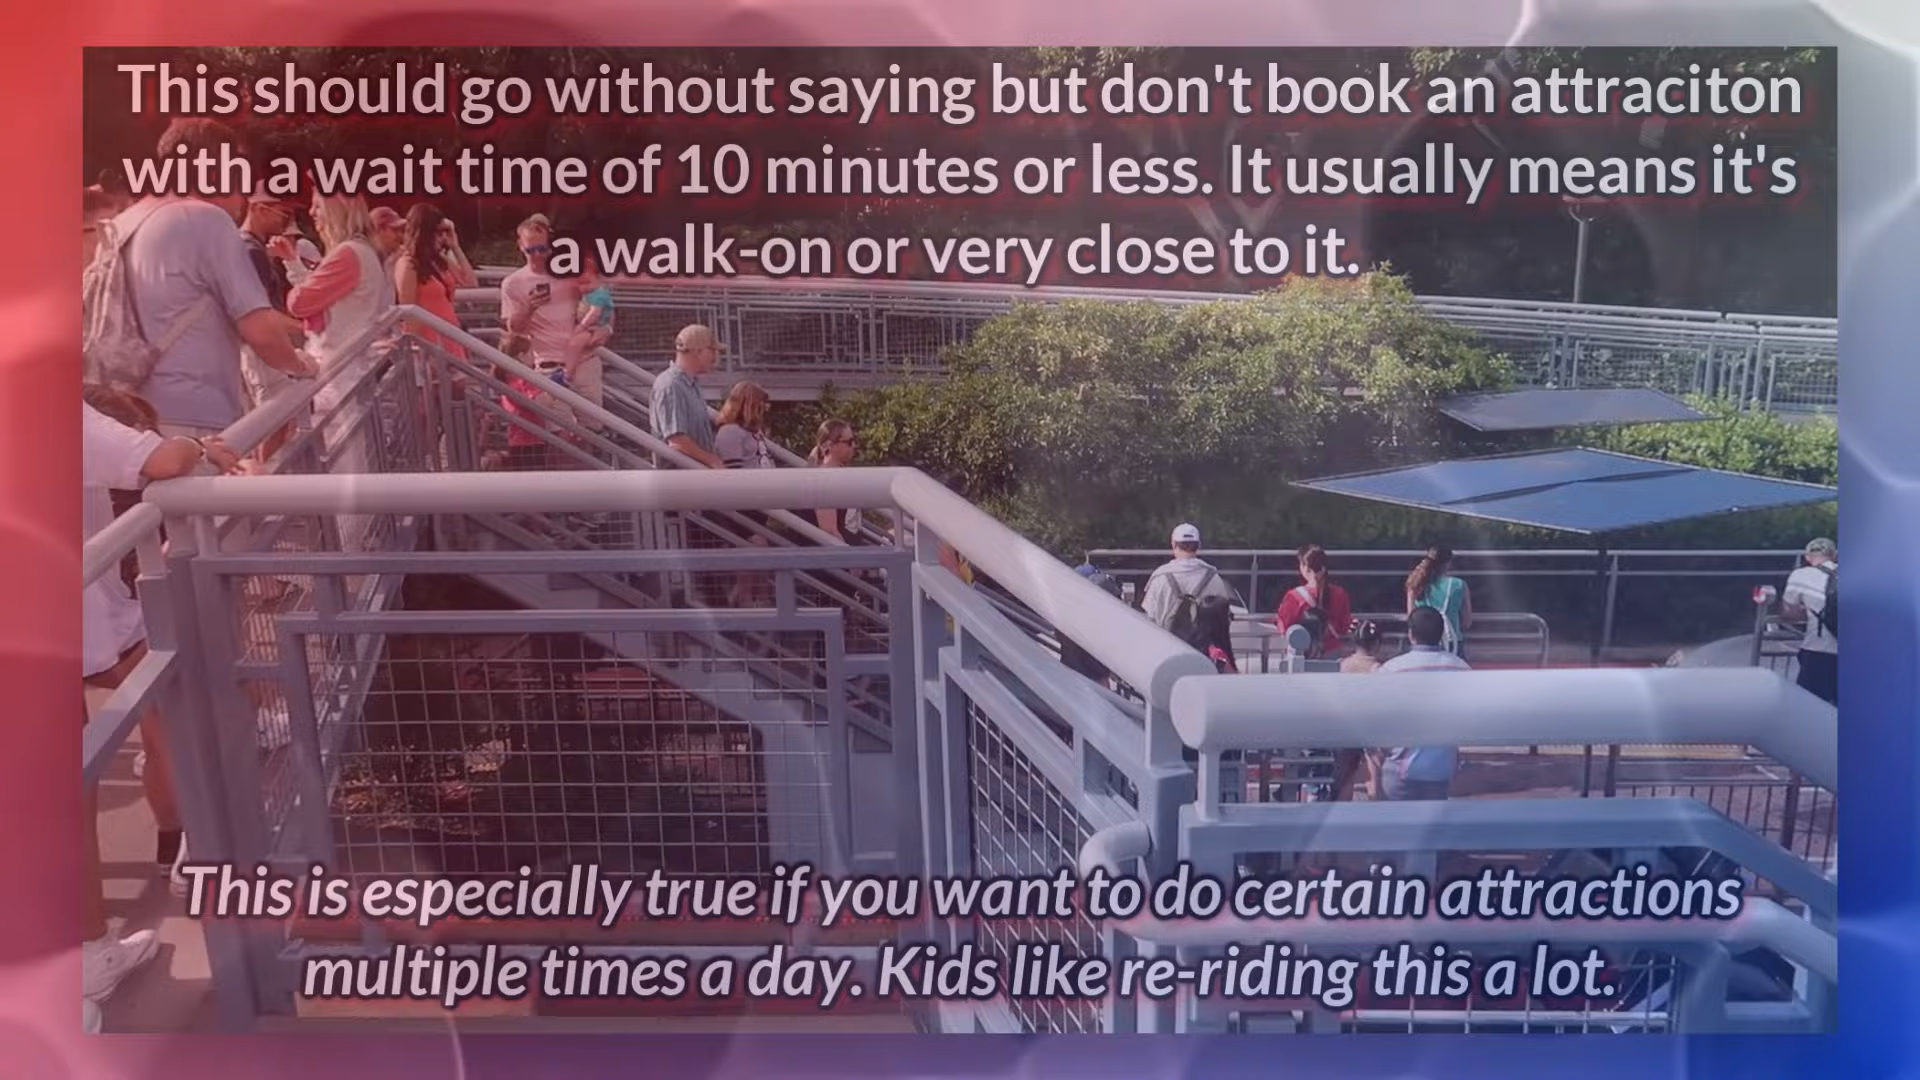 This should go without saying but don't book an attraciton
with a wait time of 10 minutes or less. It usually means it's
a walk-on or very close to it.
This is especially true if you want to do certain attractions
multiple times a day. Kids like re-riding this a lot.